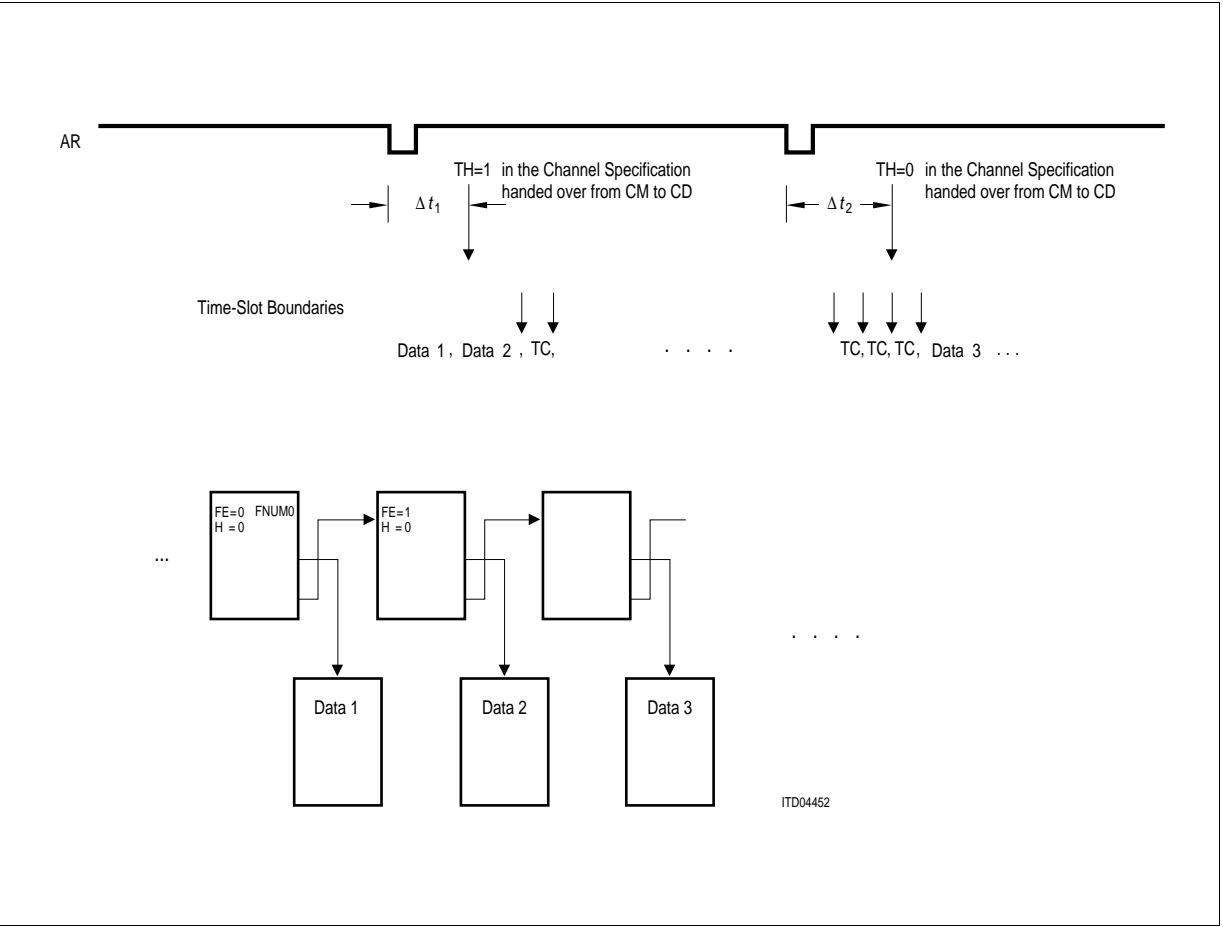 AR
TH=1 in the Channel Specification
handed over from CM to CD
TH=0 in the Channel Specification
handed over from CM to CD
Δt₁
Δt₂
Time-Slot Boundaries
Data 1, Data 2, TC, . . . . TC, TC, TC, Data 3 . . .
FE=0 FNUM0
H =0
FE=1
H =0
...
. . . .
Data 1
Data 2
Data 3
ITD04452